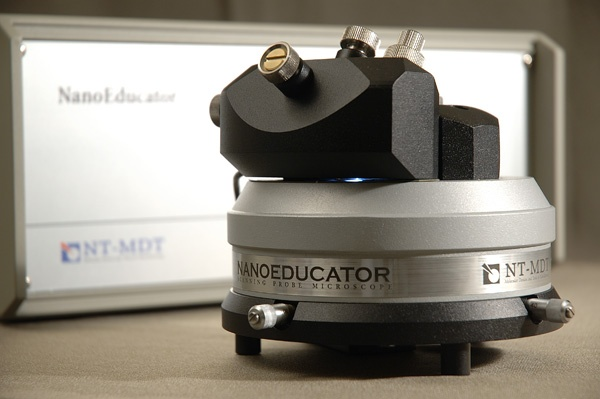 NanoEducator
NT-MDT
NANOEDUCATOR
SCANNING PROBE MICROSCOPE
NT-MDT